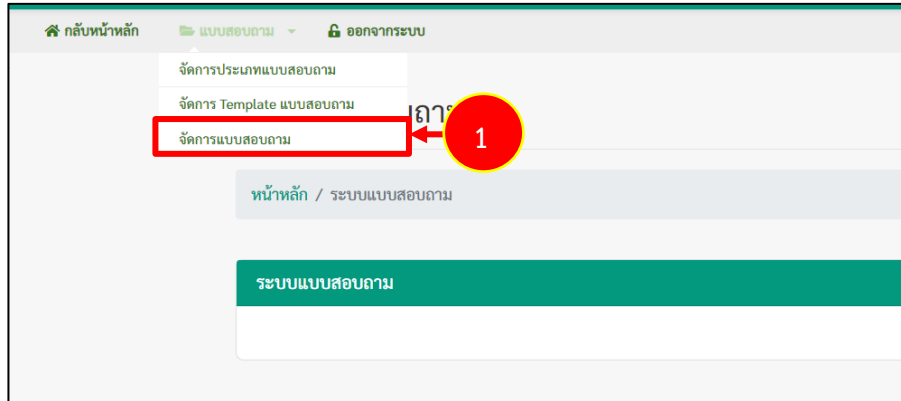 กลับหน้าหลัก แบบสอบถาม ออกจากระบบ
จัดการประเภทแบบสอบถาม
จัดการ Template แบบสอบถาม
จัดการแบบสอบถาม
1
หน้าหลัก / ระบบแบบสอบถาม
ระบบแบบสอบถาม